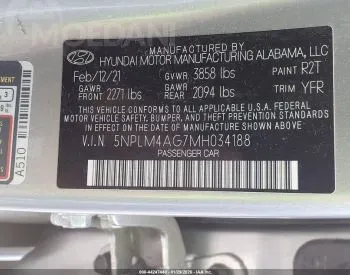 MANUFACTURED BY
HYUNDAI MOTOR MANUFACTURING ALABAMA, LLC
Feb/12/21 GVWR 3858 lbs PAINT R2T
GAWR FRONT 2271 lbs GAWR REAR 2094 lbs TRIM YFR
THIS VEHICLE CONFORMS TO ALL APPLICABLE FEDERAL
MOTOR VEHICLE SAFETY, BUMPER, AND THEFT PREVENTION
STANDARDS IN EFFECT ON THE DATE OF
MANUFACTURE SHOWN ABOVE.
V.I.N 5NPLM4AG7MH034188
PASSENGER CAR
A510
3